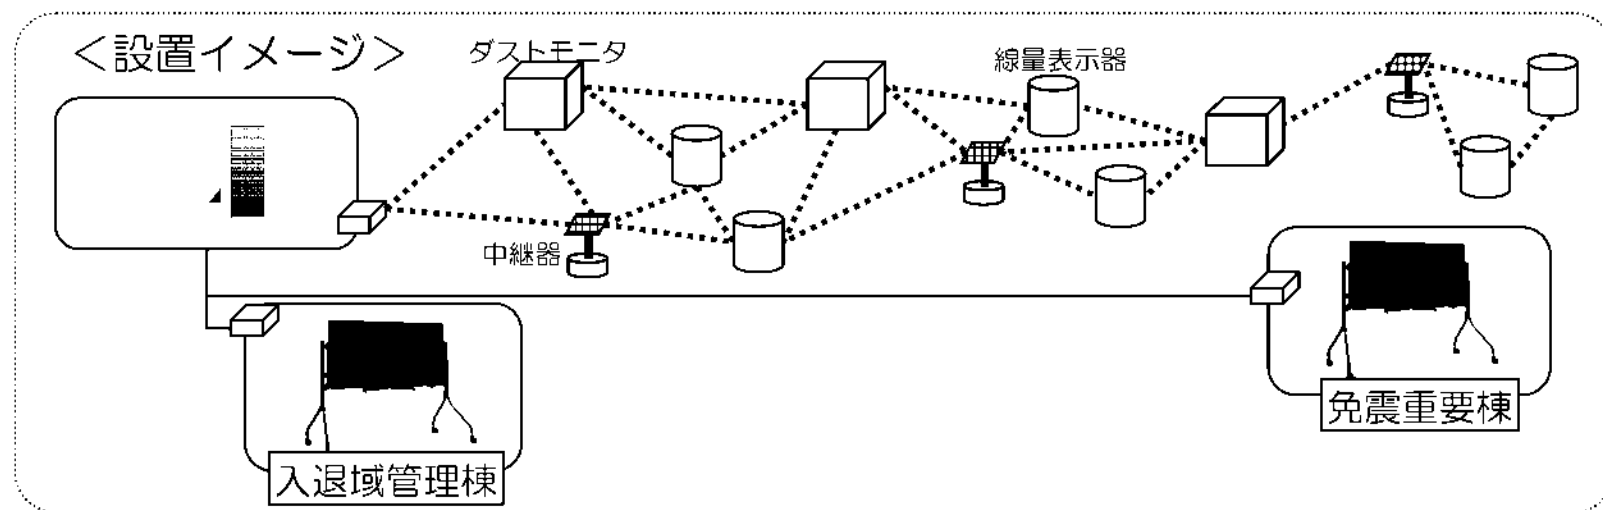 ＜設置イメージ＞
ダストモニタ
線量表示器
中継器
免震重要棟
入退域管理棟